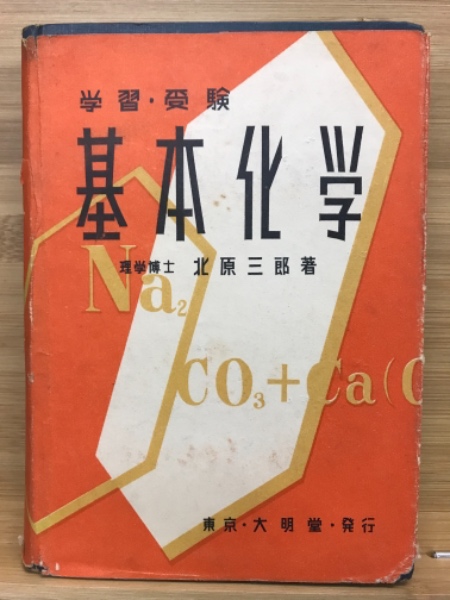 学習・受験
基本化学
理学博士 北原三郎著
Na₂
CO₃+Ca(O
東京・大明堂・発行